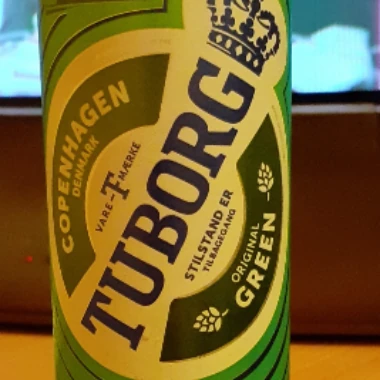 COPENHAGEN
DENMARK
VARE-F-MÆRKE
TUBORG
STILSTAND ER
TILBAGEGANG
ORIGINAL
GREEN